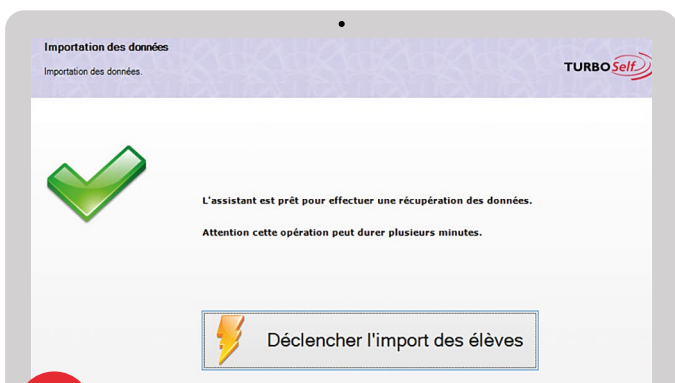 Importation des données
Importation des données.
TURBOSelf
L'assistant est prêt pour effectuer une récupération des données.
Attention cette opération peut durer plusieurs minutes.
Déclencher l'import des élèves